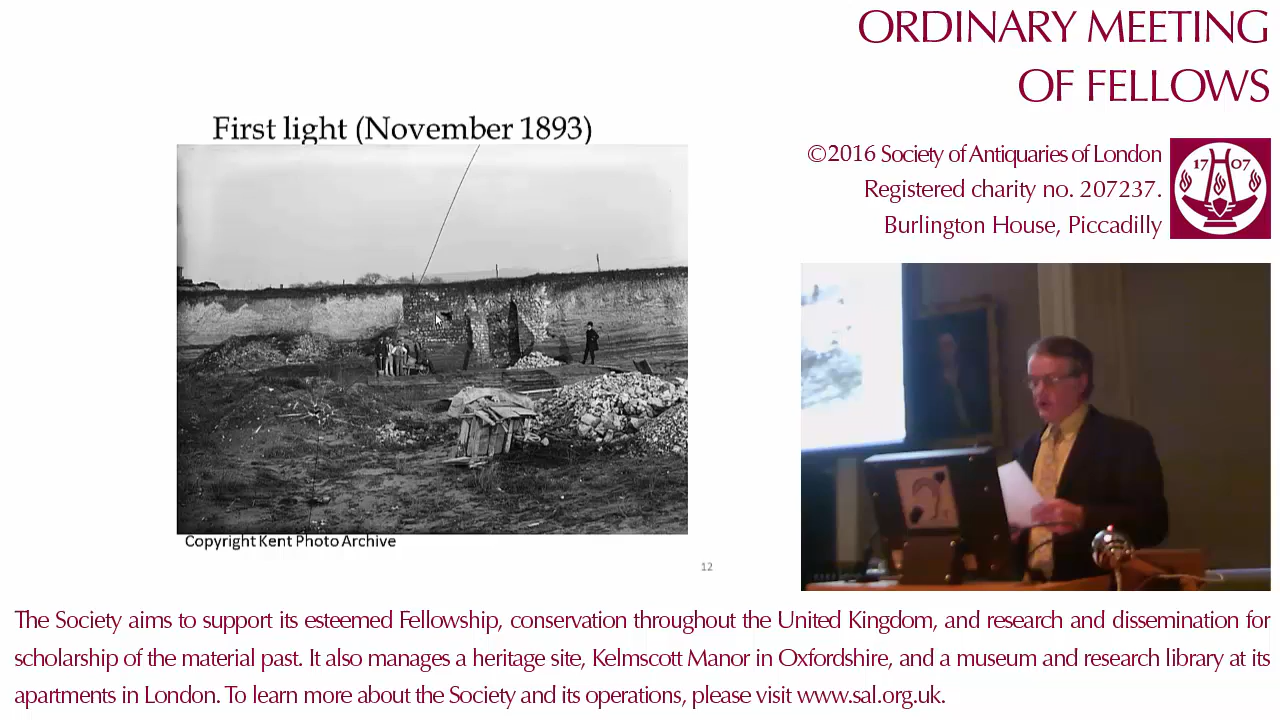 ORDINARY MEETING
OF FELLOWS
First light (November 1893)
©2016 Society of Antiquaries of London
Registered charity no. 207237.
Burlington House, Piccadilly
17 07
Copyright Kent Photo Archive
12
The Society aims to support its esteemed Fellowship, conservation throughout the United Kingdom, and research and dissemination for
scholarship of the material past. It also manages a heritage site, Kelmscott Manor in Oxfordshire, and a museum and research library at its
apartments in London. To learn more about the Society and its operations, please visit www.sal.org.uk.